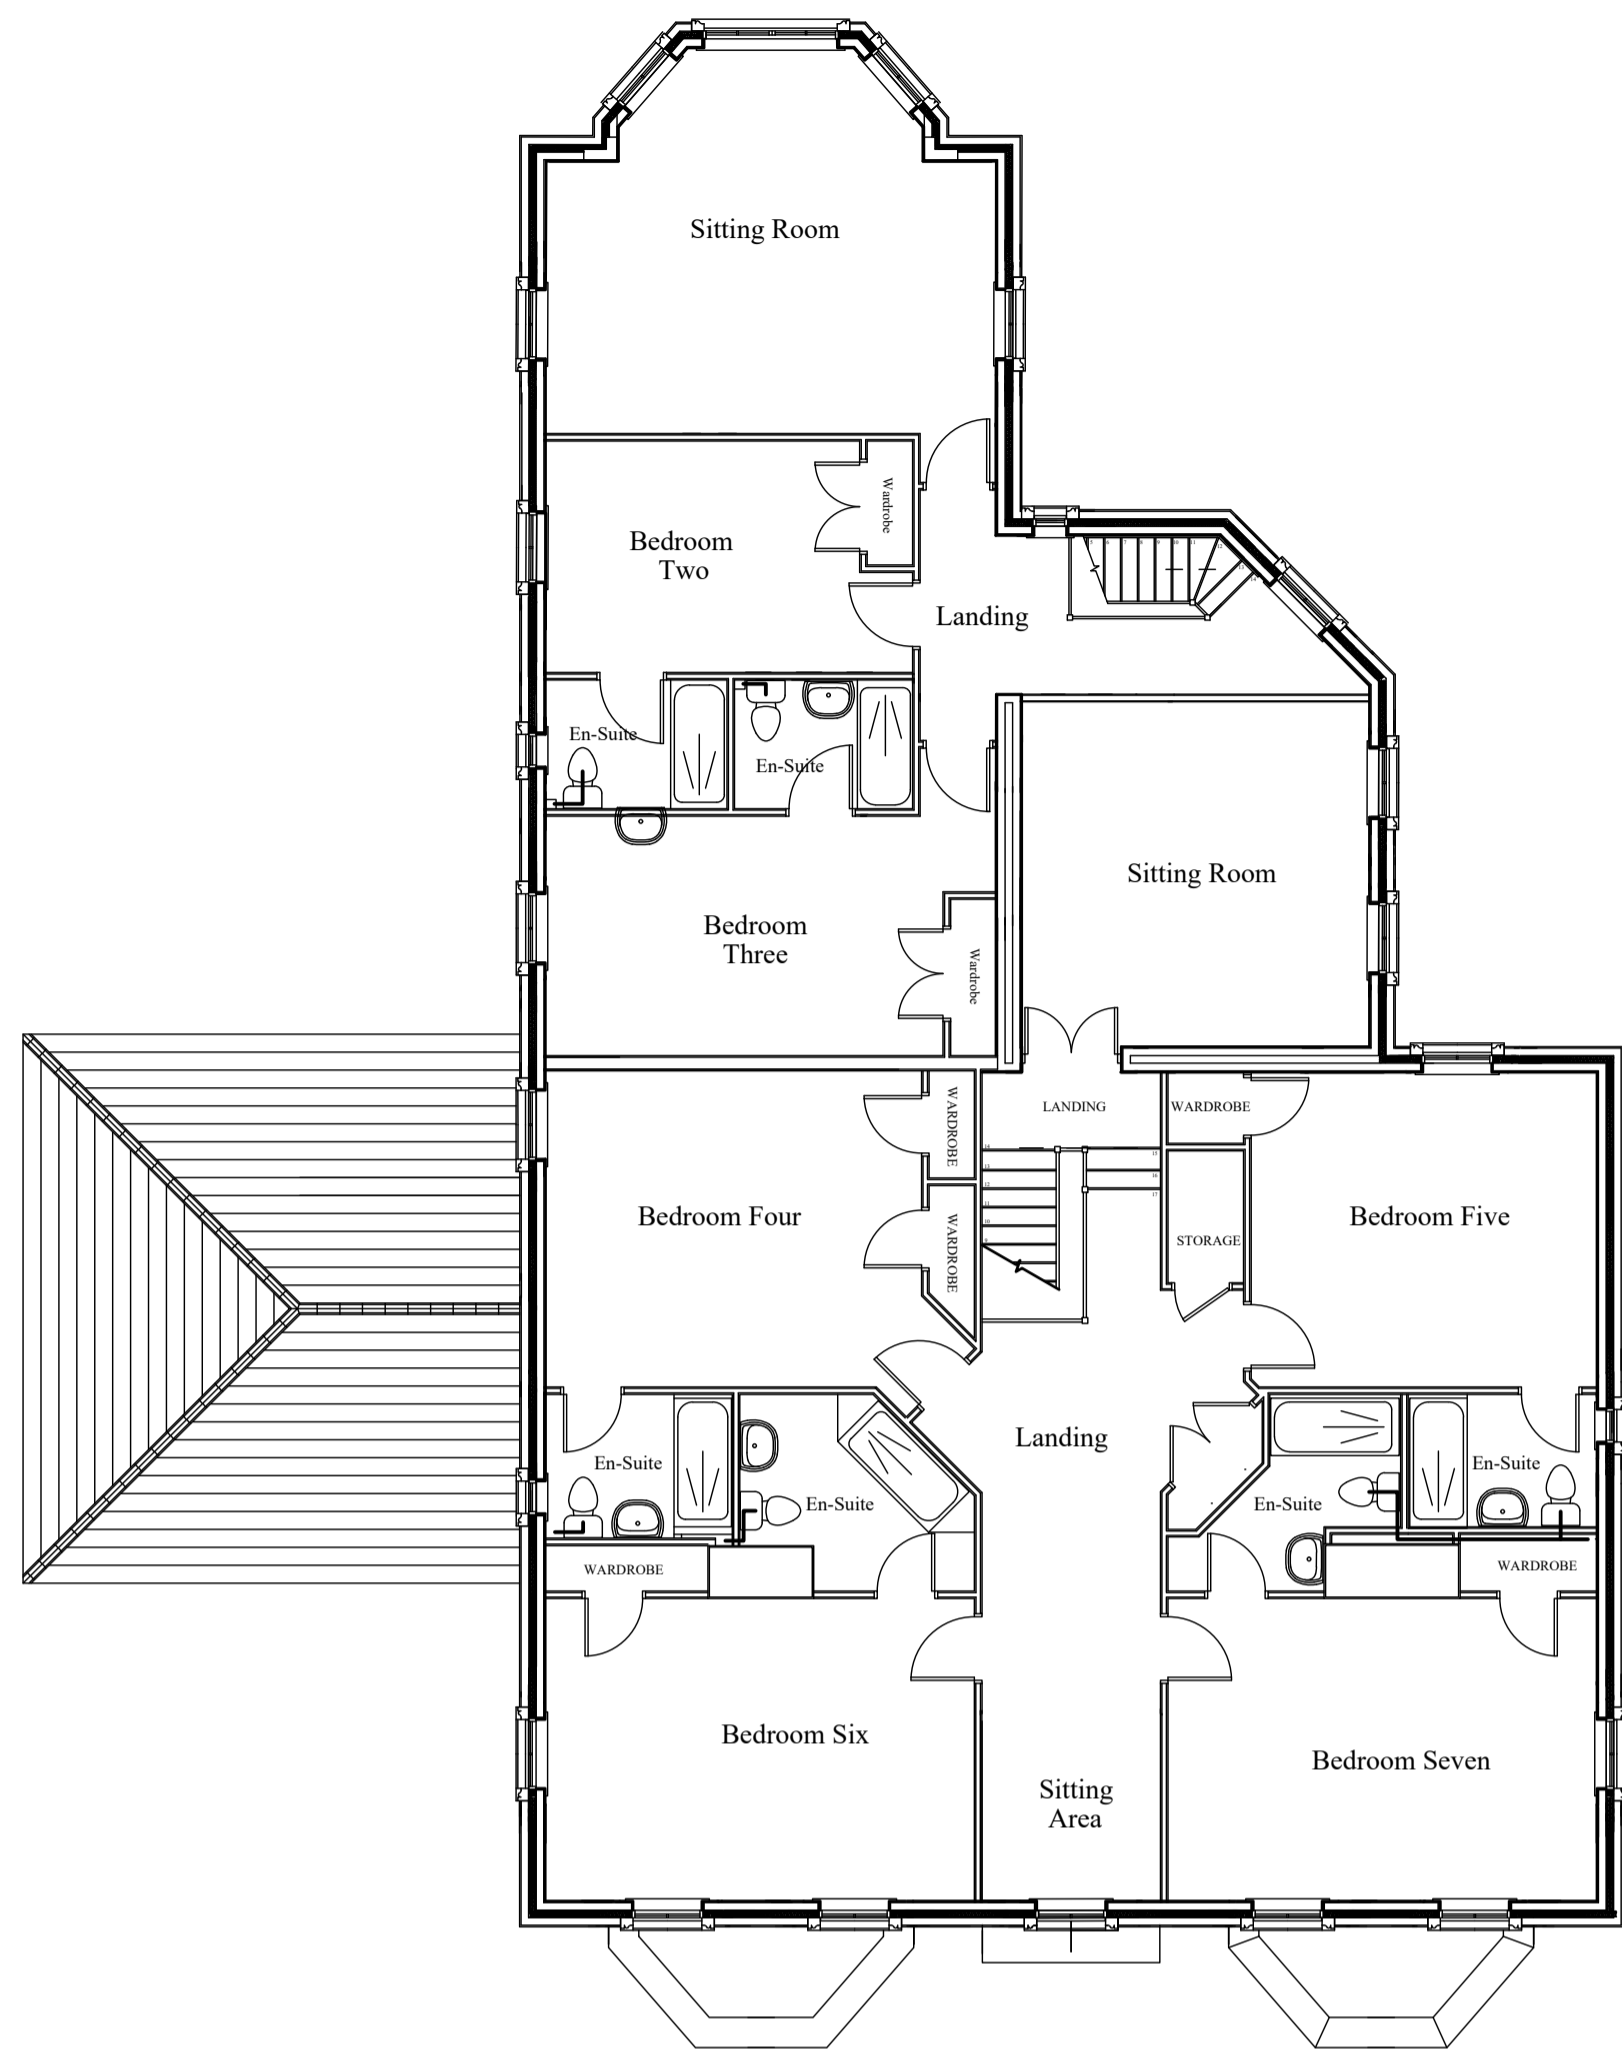 Sitting Room
Wardrobe
Bedroom
Two
Landing
En-Suite
En-Suite
Sitting Room
Bedroom
Three
Wardrobe
WARDROBE
LANDING
WARDROBE
Bedroom Four
WARDROBE
STORAGE
Bedroom Five
Landing
En-Suite
En-Suite
En-Suite
En-Suite
WARDROBE
WARDROBE
Bedroom Six
Bedroom Seven
Sitting
Area